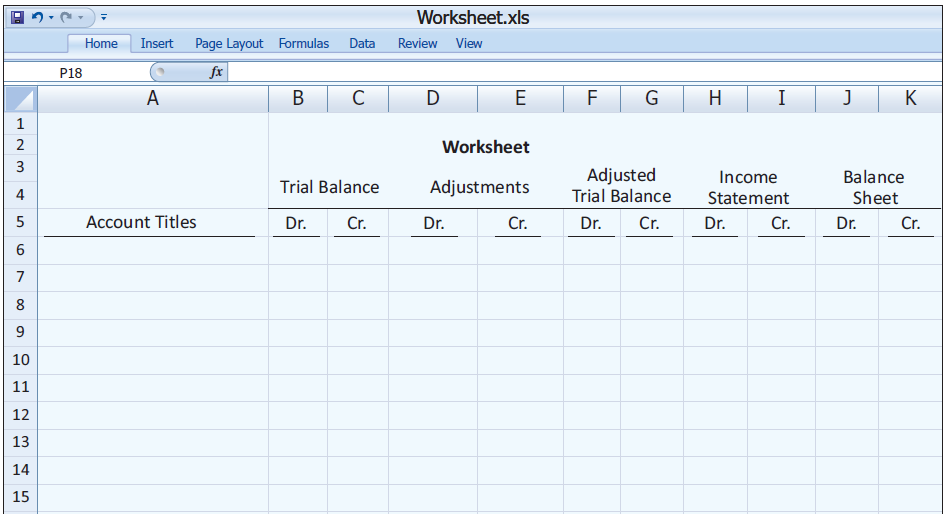 Worksheet.xls
Home Insert Page Layout Formulas Data Review View
P18 fx
A B C D E F G H I J K
1
2 Worksheet
3 Adjusted Income Balance
Trial Balance Adjustments
4 Trial Balance Statement Sheet
5 Account Titles Dr. Cr. Dr. Cr. Dr. Cr. Dr. Cr. Dr. Cr.
6
7
8
9
10
11
12
13
14
15